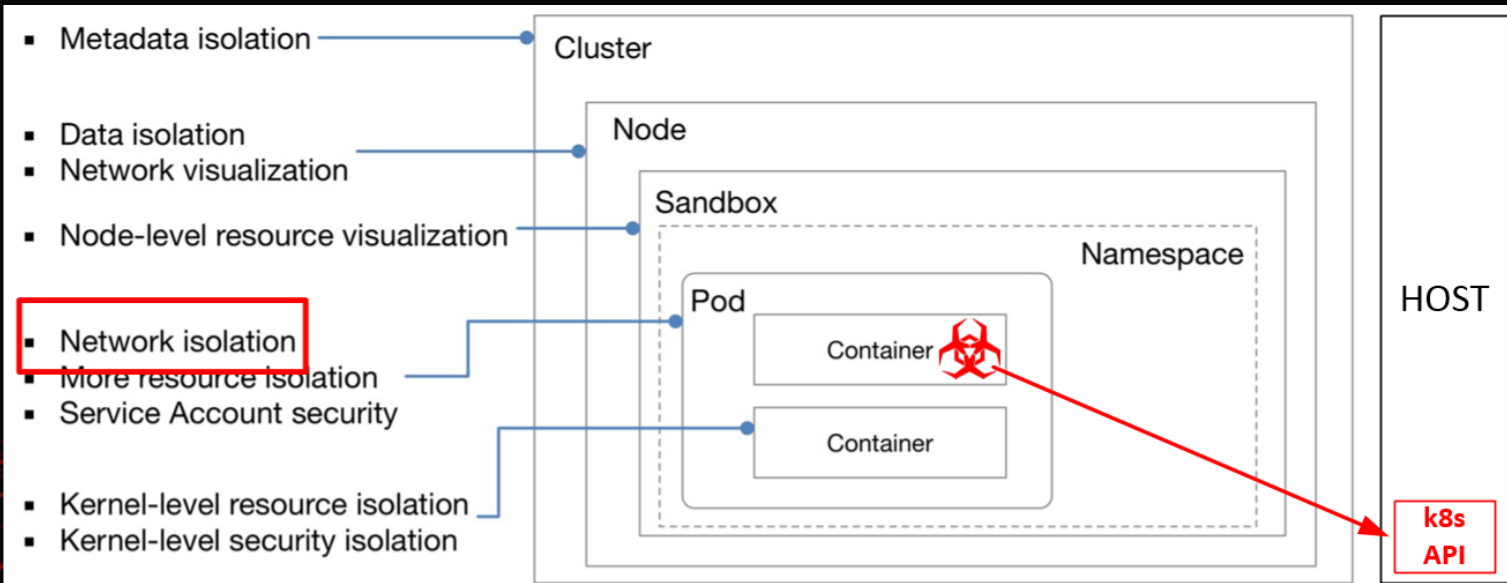 ▪ Metadata isolation
▪ Data isolation
▪ Network visualization
▪ Node-level resource visualization
▪ Network isolation
▪ More resource isolation
▪ Service Account security
▪ Kernel-level resource isolation
▪ Kernel-level security isolation
Cluster
Node
Sandbox
Namespace
Pod
Container
Container
HOST
k8s
API